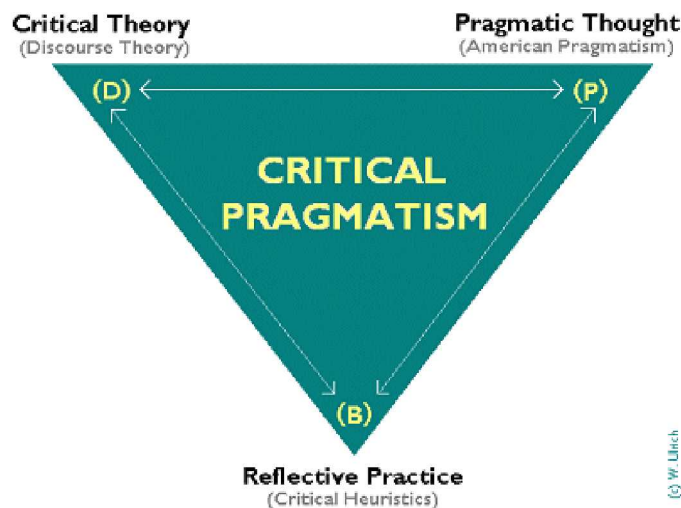 Critical Theory
(Discourse Theory)
Pragmatic Thought
(American Pragmatism)
(D)
(P)
CRITICAL
PRAGMATISM
(B)
Reflective Practice
(Critical Heuristics)
(c) W. Ulrich